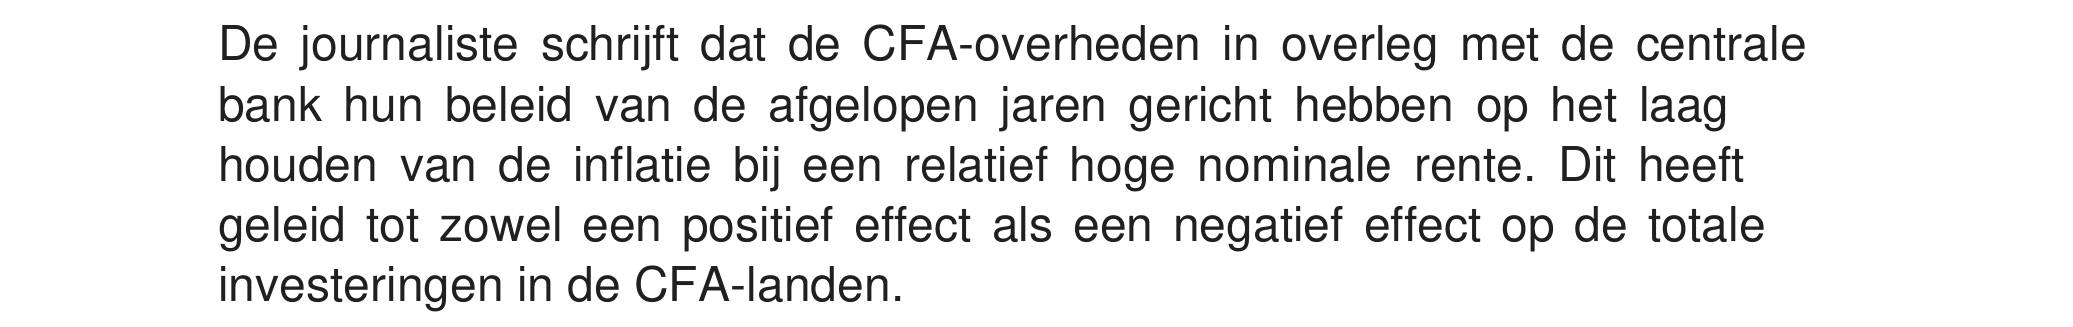 De journaliste schrijft dat de CFA-overheden in overleg met de centrale
bank hun beleid van de afgelopen jaren gericht hebben op het laag
houden van de inflatie bij een relatief hoge nominale rente. Dit heeft
geleid tot zowel een positief effect als een negatief effect op de totale
investeringen in de CFA-landen.